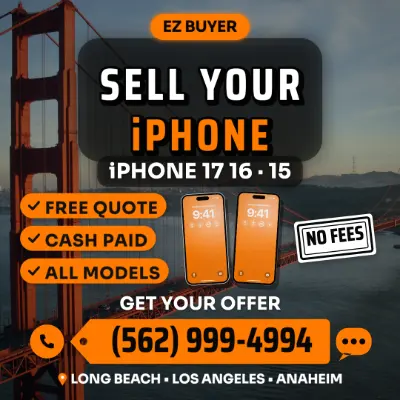 EZ BUYER
SELL YOUR
iPHONE
iPHONE 17 16 · 15
FREE QUOTE
CASH PAID
ALL MODELS
9:41
9:41
NO FEES
GET YOUR OFFER
(562) 999-4994
LONG BEACH • LOS ANGELES • ANAHEIM